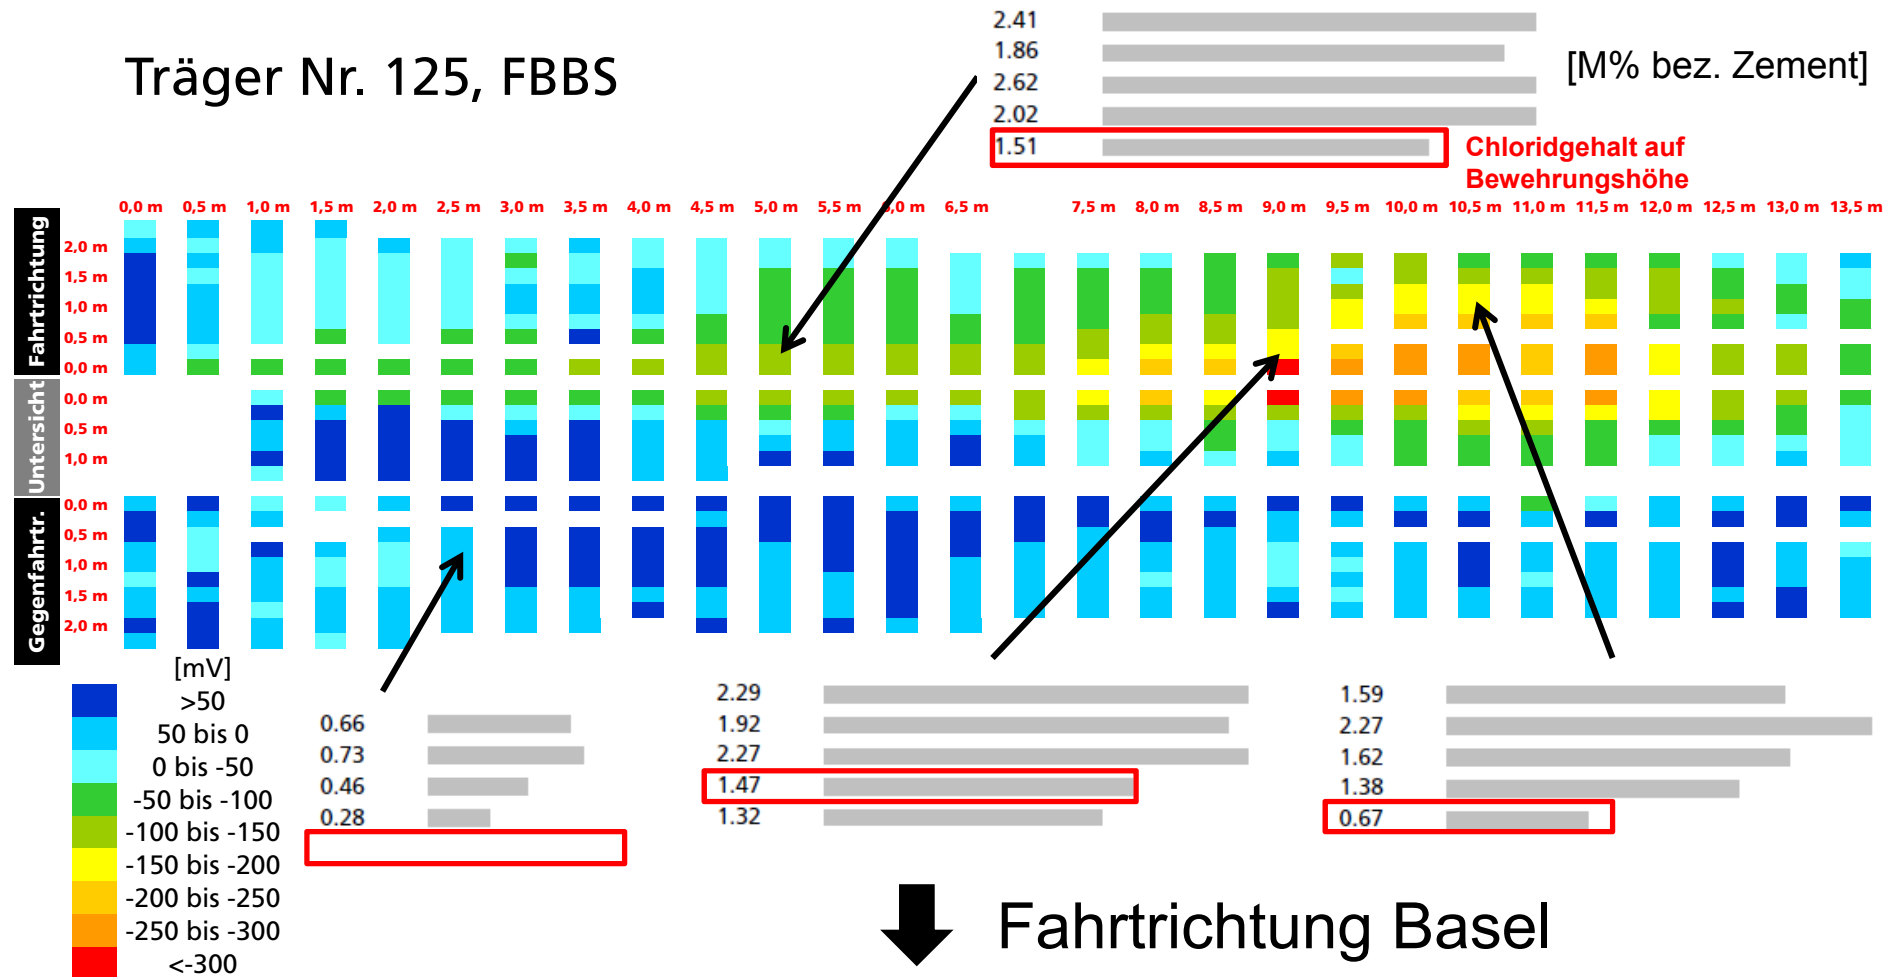 Träger Nr. 125, FBBS
2.41
1.86
2.62
2.02
1.51
[M% bez. Zement]
Chloridgehalt auf
Bewehrungshöhe
0,0 m 0,5 m 1,0 m 1,5 m 2,0 m 2,5 m 3,0 m 3,5 m 4,0 m 4,5 m 5,0 m 5,5 m 6,0 m 6,5 m 7,5 m 8,0 m 8,5 m 9,0 m 9,5 m 10,0 m 10,5 m 11,0 m 11,5 m 12,0 m 12,5 m 13,0 m 13,5 m
Fahrtrichtung
2,0 m
1,5 m
1,0 m
0,5 m
0,0 m
Untersicht
0,0 m
0,5 m
1,0 m
Gegenfahrtr.
0,0 m
0,5 m
1,0 m
1,5 m
2,0 m
[mV]
>50
50 bis 0
0 bis -50
-50 bis -100
-100 bis -150
-150 bis -200
-200 bis -250
-250 bis -300
<-300
0.66
0.73
0.46
0.28
2.29
1.92
2.27
1.47
1.32
1.59
2.27
1.62
1.38
0.67
Fahrtrichtung Basel